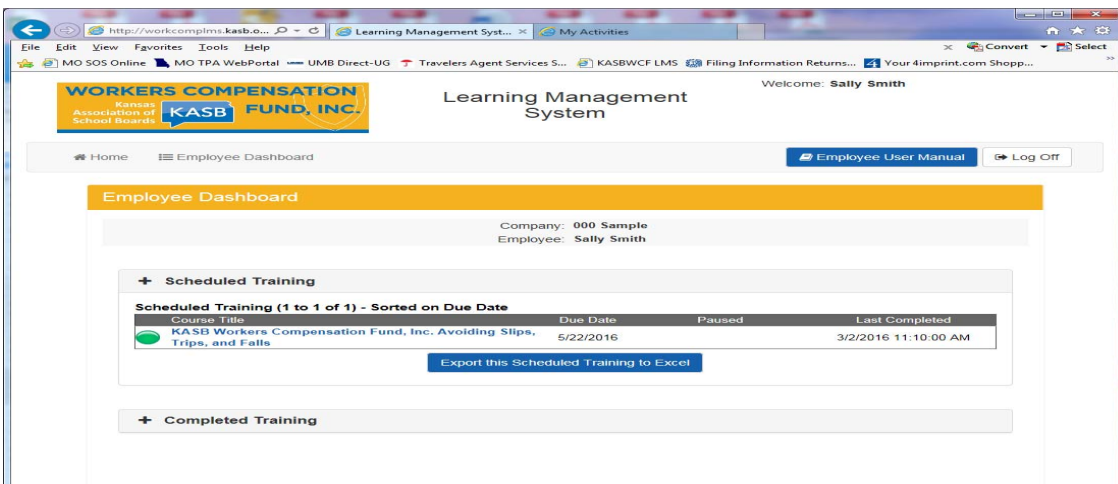 http://workcomplms.kasb.o...
Learning Management Syst...
My Activities
File Edit View Favorites Tools Help
Convert Select
MO SOS Online MO TPA WebPortal UMB Direct-UG Travelers Agent Services S... KASBWCF LMS Filing Information Returns... Your 4imprint.com Shopp...
WORKERS COMPENSATION
Kansas
Association of
School Boards
KASB
FUND, INC.
Learning Management
System
Welcome: Sally Smith
Home Employee Dashboard Employee User Manual Log Off
Employee Dashboard
Company: 000 Sample
Employee: Sally Smith
+ Scheduled Training
Scheduled Training (1 to 1 of 1) - Sorted on Due Date
Course Title Due Date Paused Last Completed
KASB Workers Compensation Fund, Inc. Avoiding Slips,
Trips, and Falls
5/22/2016 3/2/2016 11:10:00 AM
Export this Scheduled Training to Excel
+ Completed Training